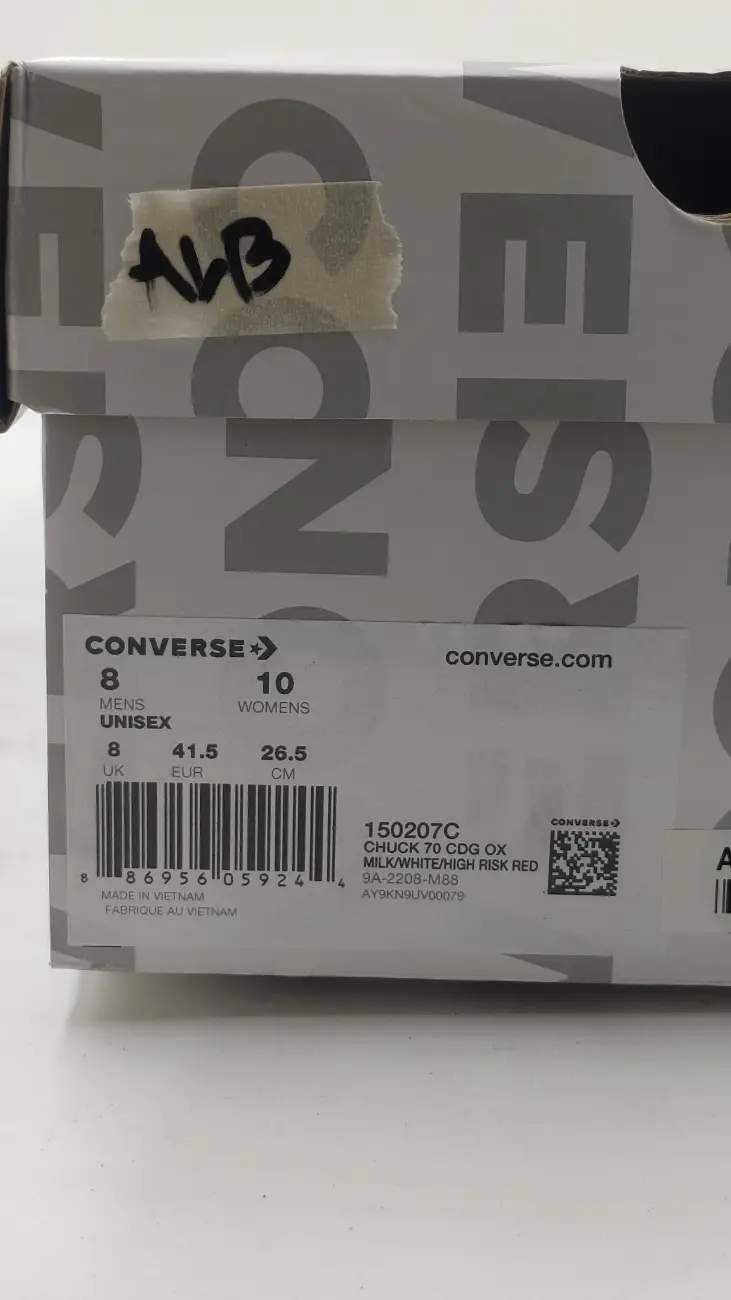 ALB
CONVERSE
converse.com
8 10
MENS WOMENS
UNISEX
8 41.5 26.5
UK EUR CM
8 86956 05924 4
MADE IN VIETNAM
FABRIQUE AU VIETNAM
150207C
CHUCK 70 CDG OX
MILK/WHITE/HIGH RISK RED
9A-2208-M88
AY9KN9UV00079
CONVERSE
A
CONVERSE
CONVERSE